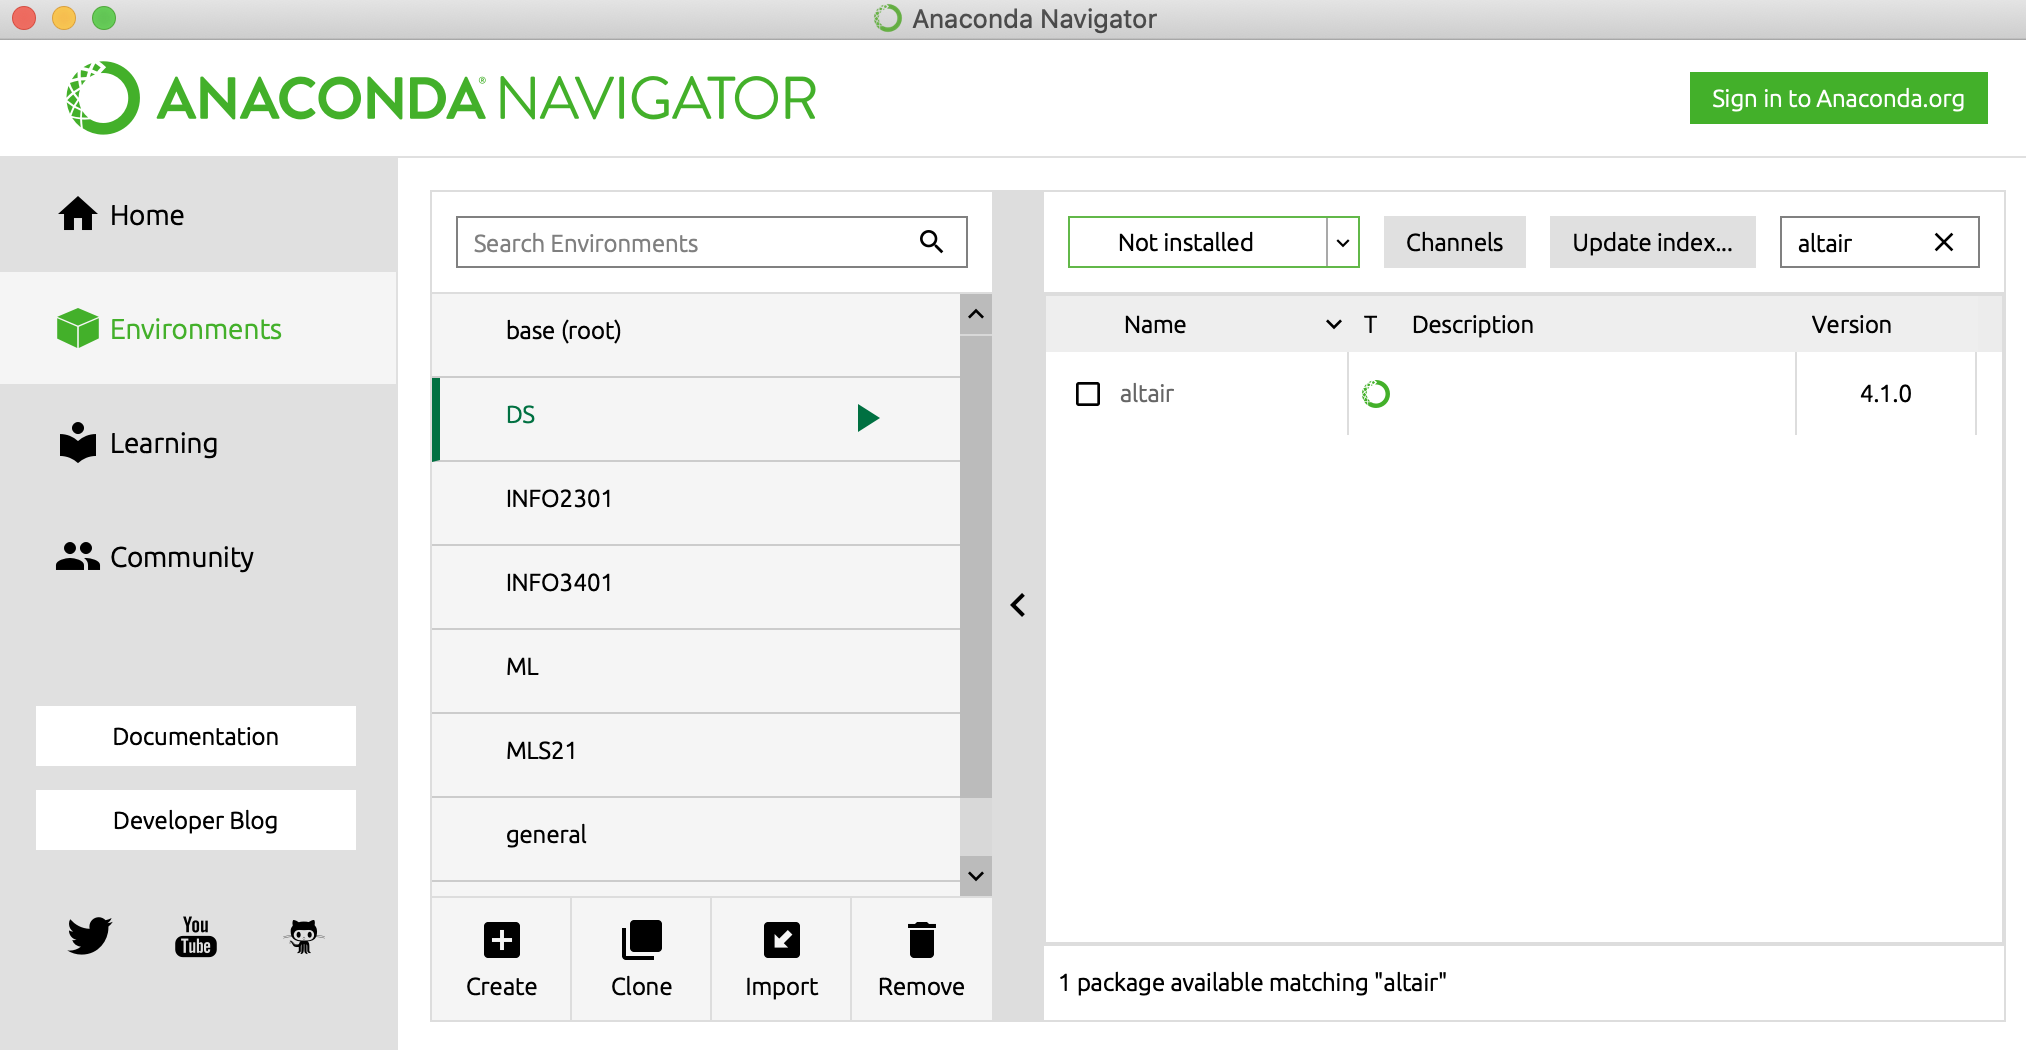 Anaconda Navigator
ANACONDA® NAVIGATOR
Sign in to Anaconda.org
Home
Environments
Learning
Community
Documentation
Developer Blog
You
Tube
Search Environments
base (root)
DS
INFO2301
INFO3401
ML
MLS21
general
Create
Clone
Import
Remove
Not installed
Channels
Update index...
altair
Name
T
Description
Version
altair
4.1.0
1 package available matching "altair"